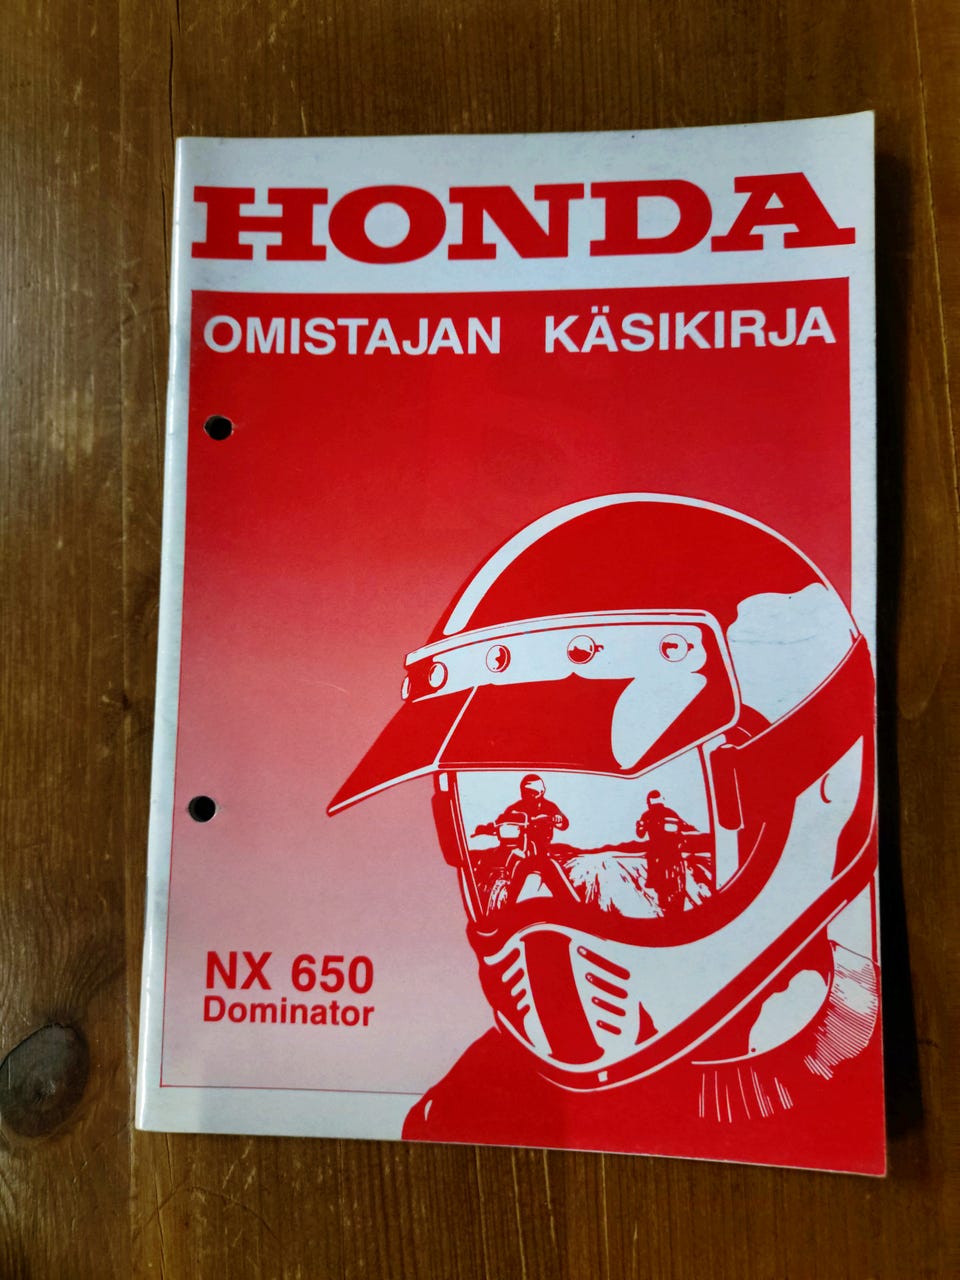 HONDA
OMISTAJAN KÄSIKIRJA
NX 650
Dominator